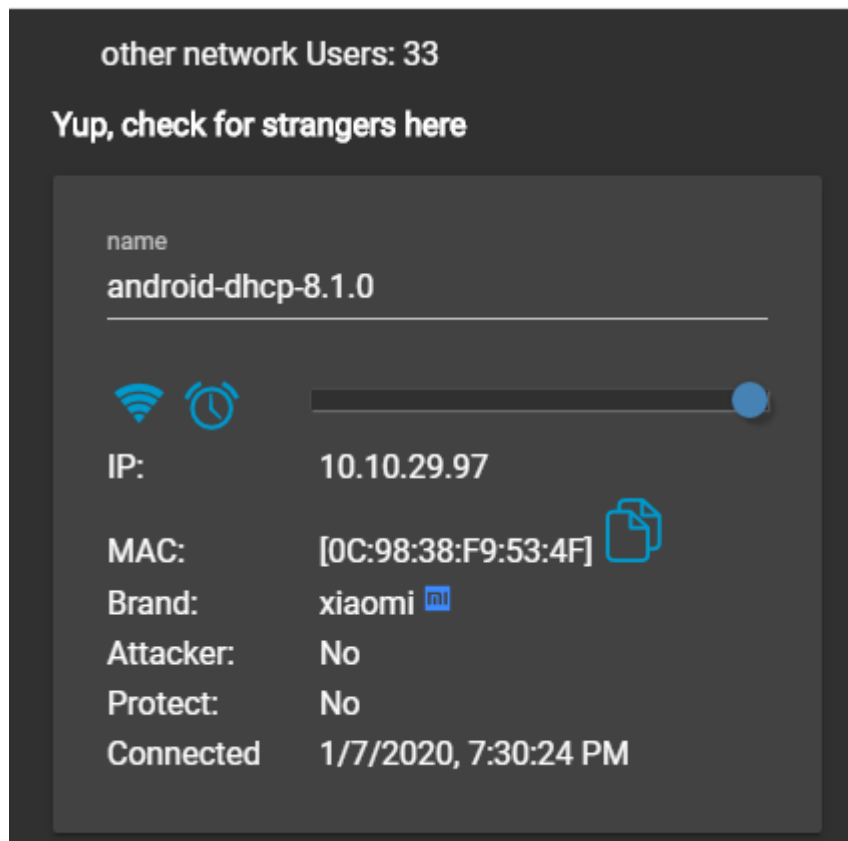 other network Users: 33
Yup, check for strangers here
name
android-dhcp-8.1.0
IP: 10.10.29.97
MAC: [0C:98:38:F9:53:4F]
Brand: xiaomi mi
Attacker: No
Protect: No
Connected 1/7/2020, 7:30:24 PM